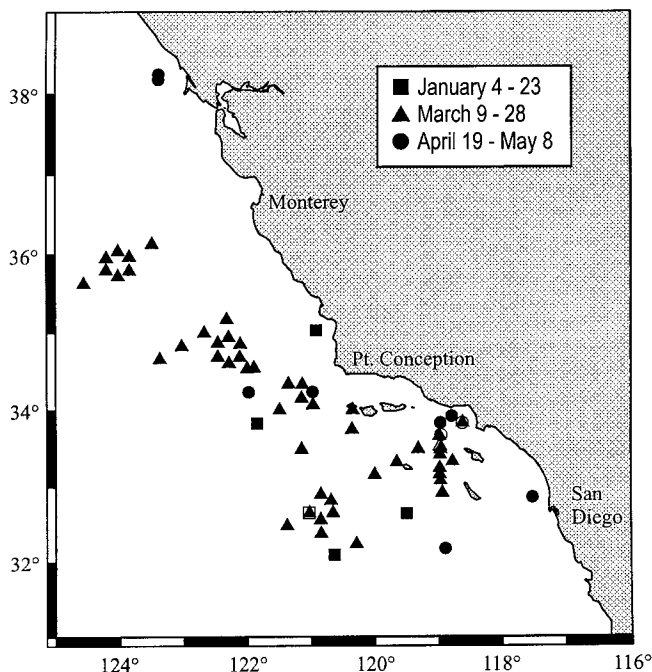 January 4 - 23
March 9 - 28
April 19 - May 8
38°
Monterey
36°
Pt. Conception
34°
San
Diego
32°
124° 122° 120° 118° 116°